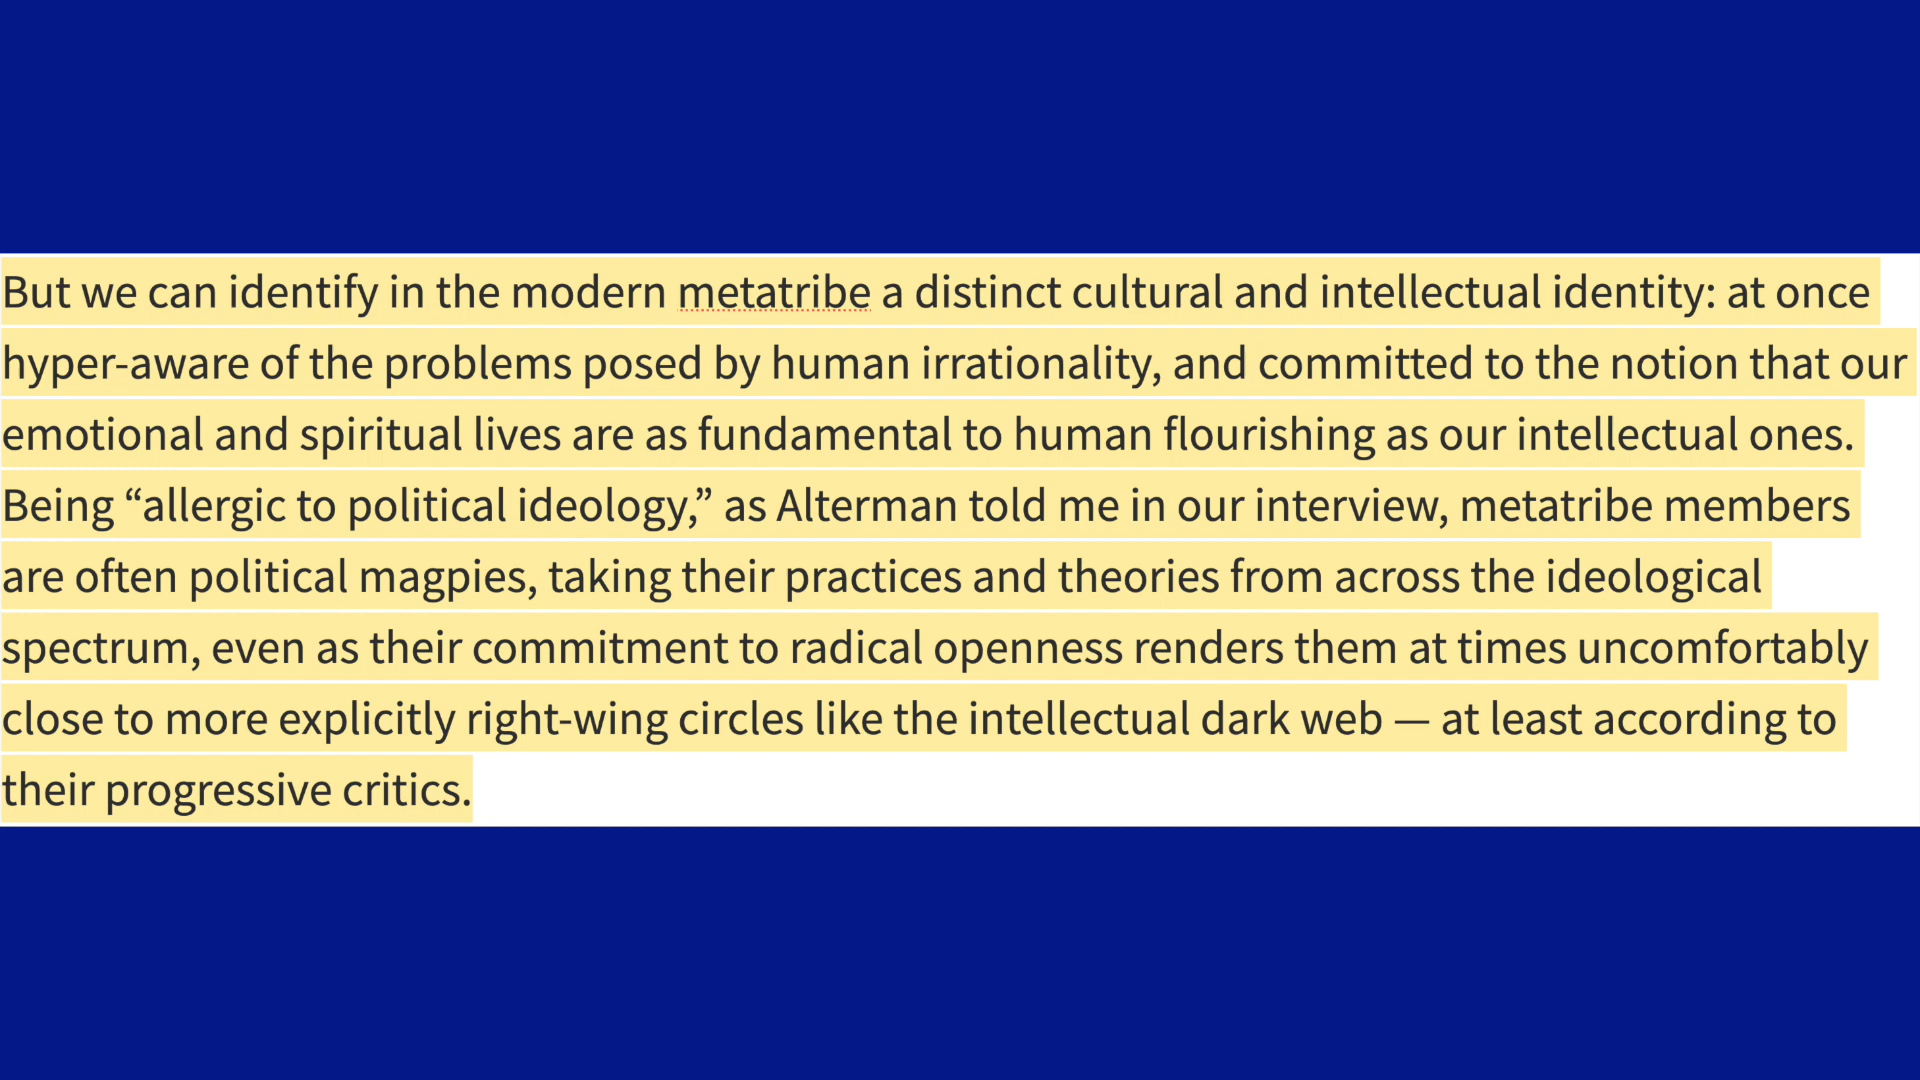 But we can identify in the modern metatribe a distinct cultural and intellectual identity: at once
hyper-aware of the problems posed by human irrationality, and committed to the notion that our
emotional and spiritual lives are as fundamental to human flourishing as our intellectual ones.
Being “allergic to political ideology,” as Alterman told me in our interview, metatribe members
are often political magpies, taking their practices and theories from across the ideological
spectrum, even as their commitment to radical openness renders them at times uncomfortably
close to more explicitly right-wing circles like the intellectual dark web — at least according to
their progressive critics.